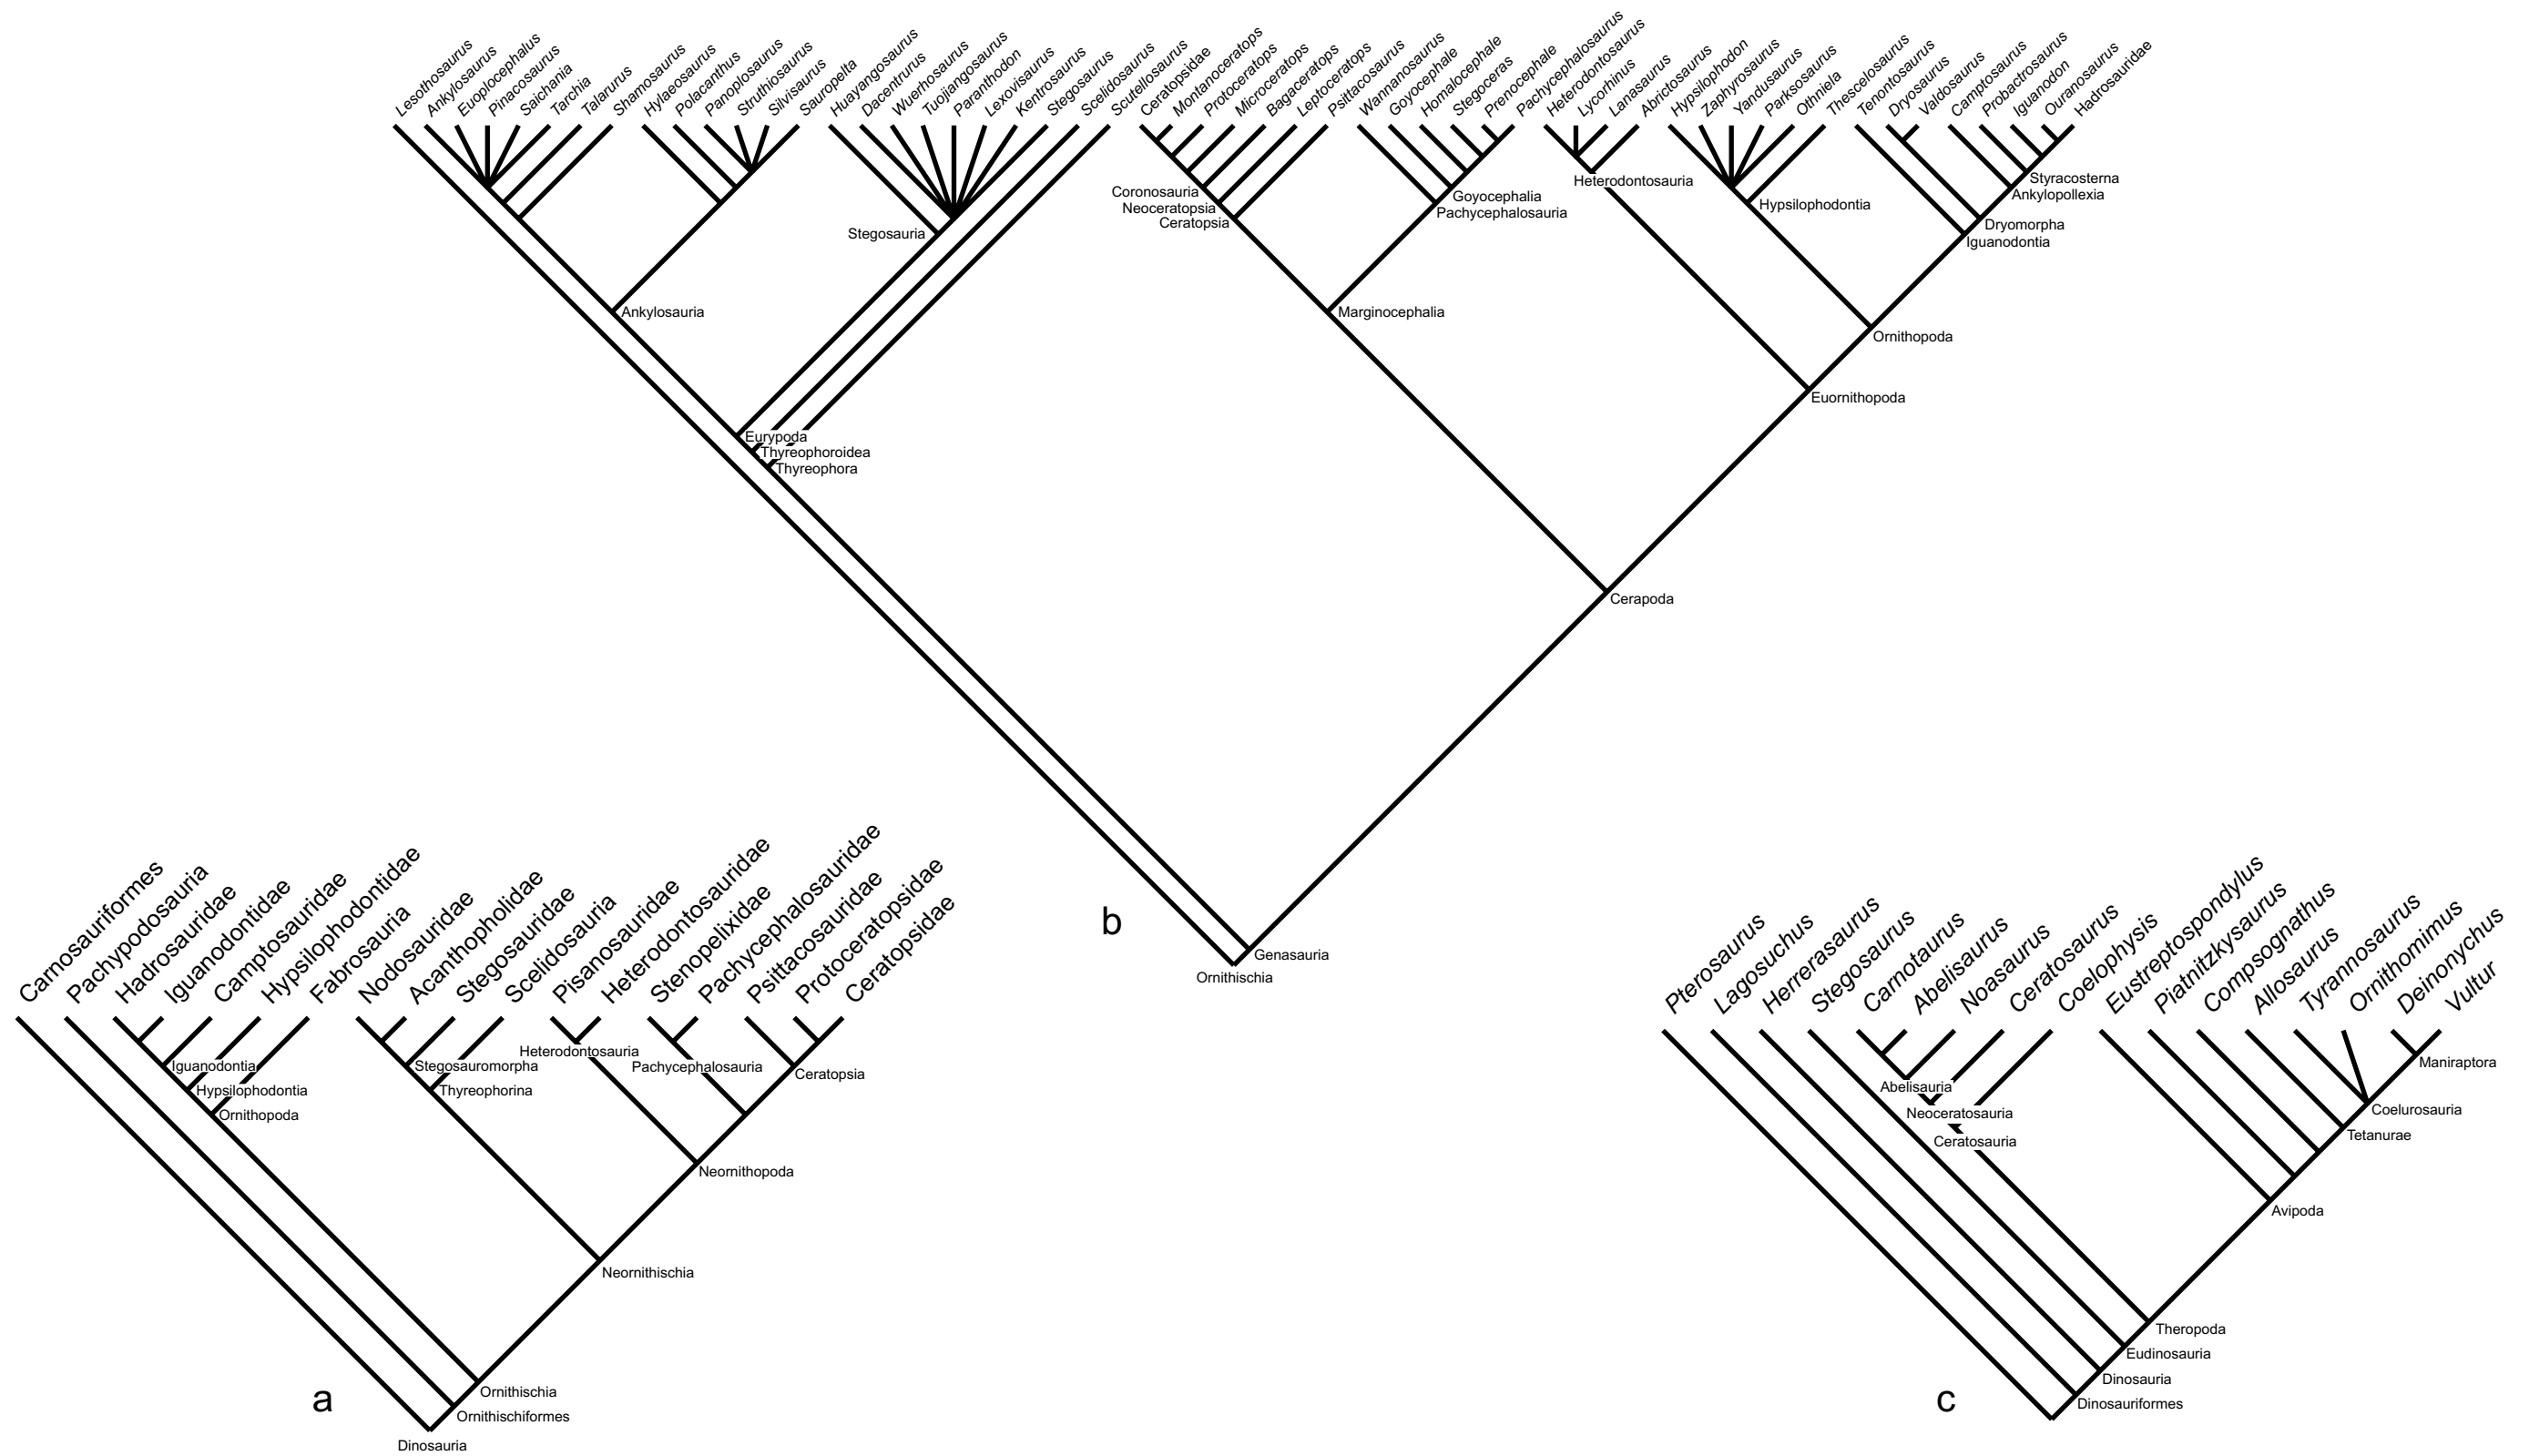 Lesothosaurus
Ankylosaurus
Euoplocephalus
Pinacosaurus
Saichania
Tarchia
Talarurus
Shamosaurus
Hylaeosaurus
Polacanthus
Panoplosaurus
Struthiosaurus
Silvisaurus
Sauropelta
Huayangosaurus
Dacentrurus
Wuerhosaurus
Tuojiangosaurus
Paranthodon
Lexovisaurus
Kentrosaurus
Stegosaurus
Scelidosaurus
Scutellosaurus
Ceratopsidae
Montanoceratops
Protoceratops
Microceratops
Bagaceratops
Leptoceratops
Psittacosaurus
Wannanosaurus
Goyocephale
Homalocephale
Stegoceras
Prenocephale
Pachycephalosaurus
Heterodontosaurus
Lycorhinus
Lanasaurus
Abrictosaurus
Hypsilophodon
Zaphyrosaurus
Yandusaurus
Parksosaurus
Othniela
Thescelosaurus
Tenontosaurus
Dryosaurus
Valdosaurus
Camptosaurus
Probactrosaurus
Iguanodon
Ouranosaurus
Hadrosauridae
Heterodontosauria
Styracosterna
Coronosauria
Ankylopollexia
Goyocephalia
Hypsilophodontia
Neoceratopsia
Pachycephalosauria
Ceratopsia
Dryomorpha
Stegosauria
Iguanodontia
Ankylosauria
Marginocephalia
Ornithopoda
Euornithopoda
Eurypoda
Thyreophoroidea
Thyreophora
Cerapoda
b
Genasauria
Ornithischia
Carnosauriformes
Pachypodosauria
Hadrosauridae
Iguanodontidae
Camptosauridae
Hypsilophodontidae
Fabrosauria
Nodosauridae
Acanthopholidae
Stegosauridae
Scelidosauria
Pisanosauridae
Heterodontosauridae
Stenopelixidae
Pachycephalosauridae
Psittacosauridae
Protoceratopsidae
Ceratopsidae
Heterodontosauria
Iguanodontia
Stegosauromorpha
Pachycephalosauria
Ceratopsia
Hypsilophodontia
Thyreophorina
Ornithopoda
Neornithopoda
Neornithischia
a
Ornithischia
Ornithischiformes
Dinosauria
Pterosaurus
Lagosuchus
Herrerasaurus
Stegosaurus
Carnotaurus
Abelisaurus
Noasaurus
Ceratosaurus
Coelophysis
Eustreptospondylus
Piatnitzkysaurus
Compsognathus
Allosaurus
Tyrannosaurus
Ornithomimus
Deinonychus
Vultur
Maniraptora
Abelisauria
Coelurosauria
Neoceratosauria
Tetanurae
Ceratosauria
Avipoda
Theropoda
Eudinosauria
Dinosauria
c
Dinosauriformes